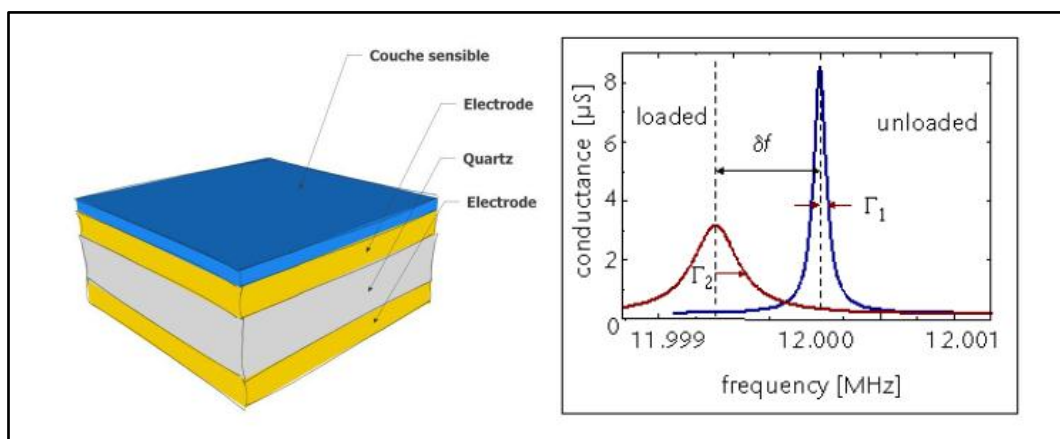 Couche sensible
Electrode
Quartz
Electrode
conductance [µS]
8
6
4
2
0
loaded
unloaded
δf
Γ1
Γ2
11.999
12.000
12.001
frequency [MHz]